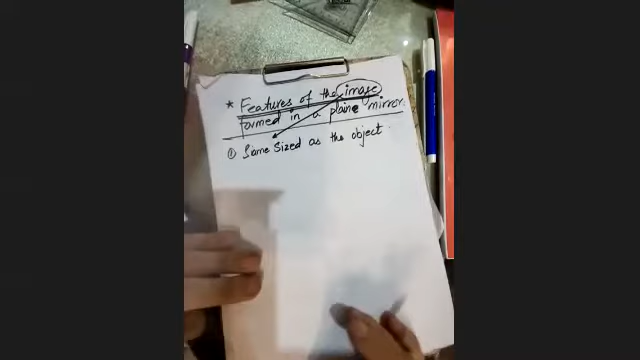 * Features of the image
formed in a plane mirror.
① Same sized as the object